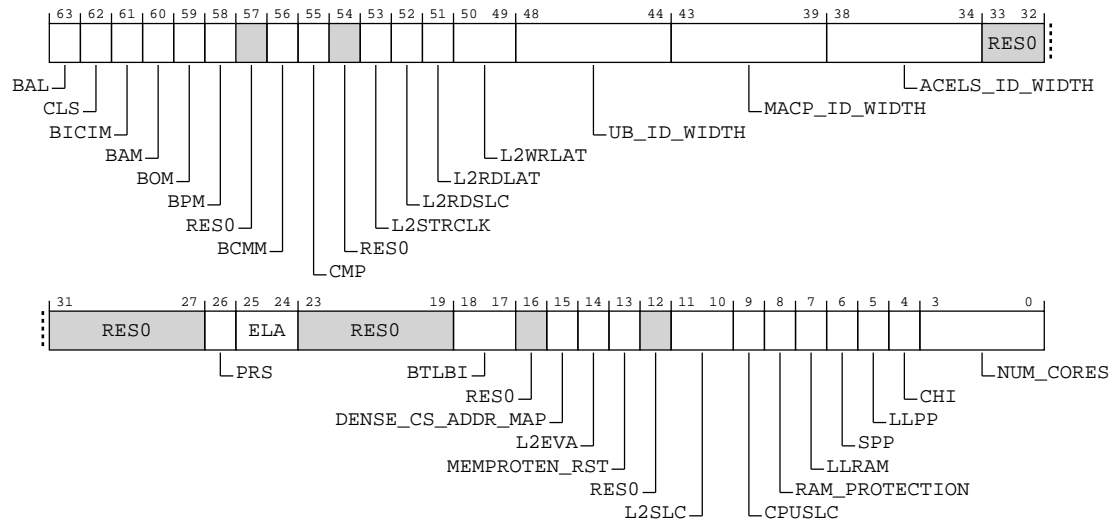 63 62 61 60 59 58 57 56 55 54 53 52 51 50 49 48 44 43 39 38 34 33 32
RES0
BAL ACELS_ID_WIDTH
CLS MACP_ID_WIDTH
BICIM UB_ID_WIDTH
BAM L2WRLAT
BOM L2RDLAT
BPM L2RDSLC
RES0 L2STRCLK
BCMM RES0
CMP
31 27 26 25 24 23 19 18 17 16 15 14 13 12 11 10 9 8 7 6 5 4 3 0
RES0 ELA RES0
PRS BTLBI NUM_CORES
RES0 CHI
DENSE_CS_ADDR_MAP LLPP
L2EVA SPP
MEMPROTEN_RST LLRAM
RES0 RAM_PROTECTION
L2SLC CPUSLC